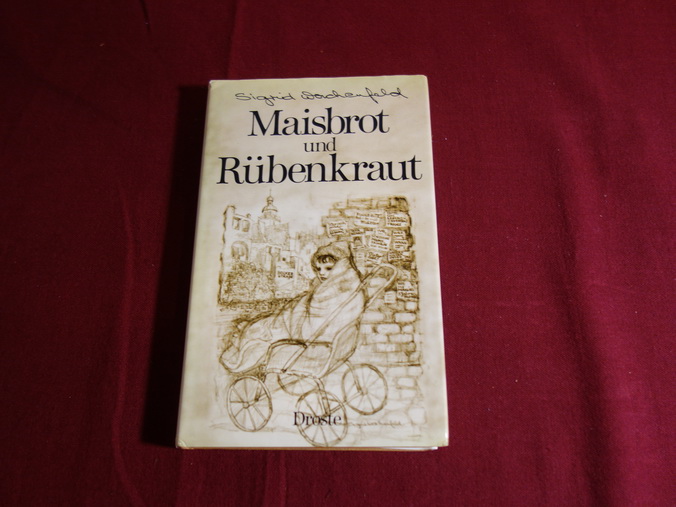 Sigrid Wachenfeld
Maisbrot
und
Rübenkraut
Droste